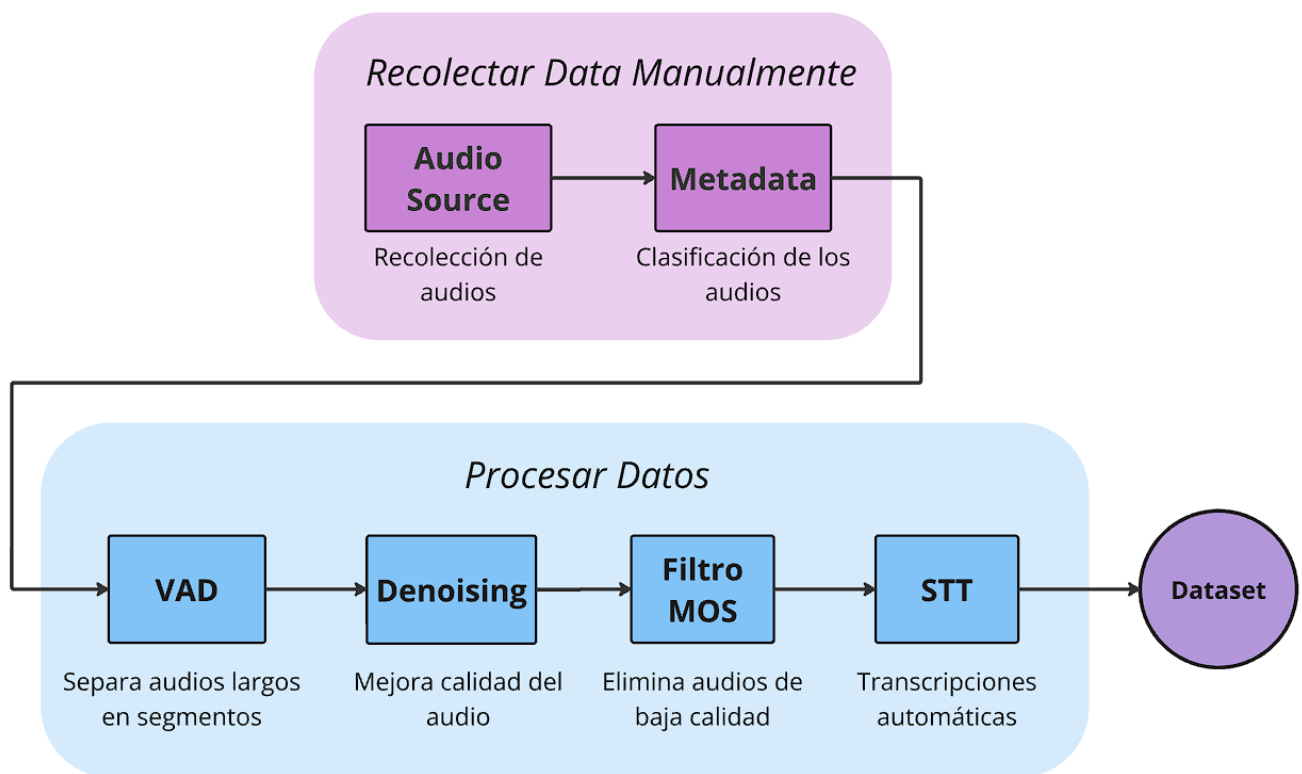 Recolectar Data Manualmente
Audio
Source
Metadata
Recolección de
audios
Clasificación de los
audios
Procesar Datos
VAD
Denoising
Filtro
MOS
STT
Dataset
Separa audios largos
en segmentos
Mejora calidad del
audio
Elimina audios de
baja calidad
Transcripciones
automáticas